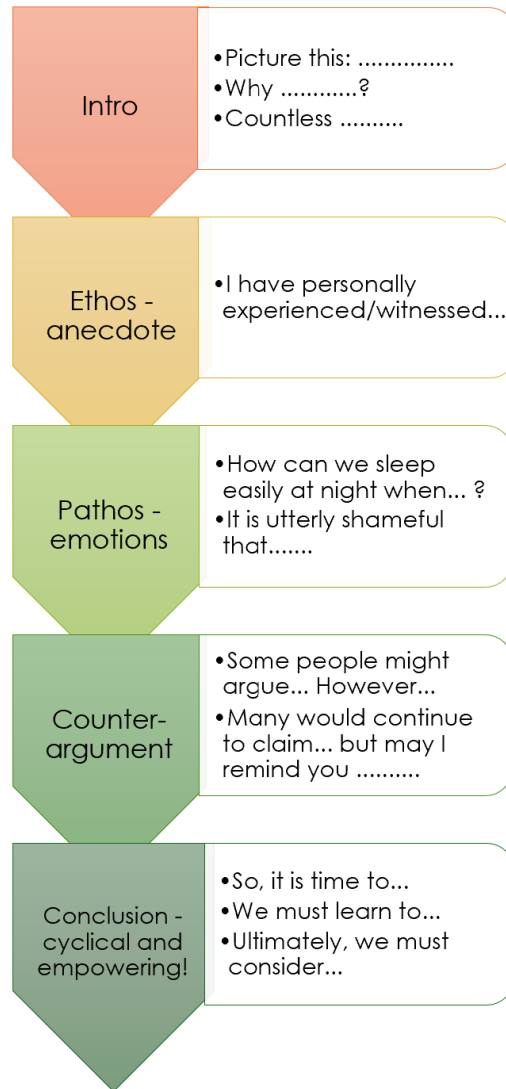 Intro
•Picture this: ...............
•Why ............?
•Countless ..........
Ethos -
anecdote
•I have personally
experienced/witnessed...
Pathos -
emotions
•How can we sleep
easily at night when... ?
•It is utterly shameful
that.......
Counter-
argument
•Some people might
argue... However...
•Many would continue
to claim... but may I
remind you ..........
Conclusion -
cyclical and
empowering!
•So, it is time to...
•We must learn to...
•Ultimately, we must
consider...